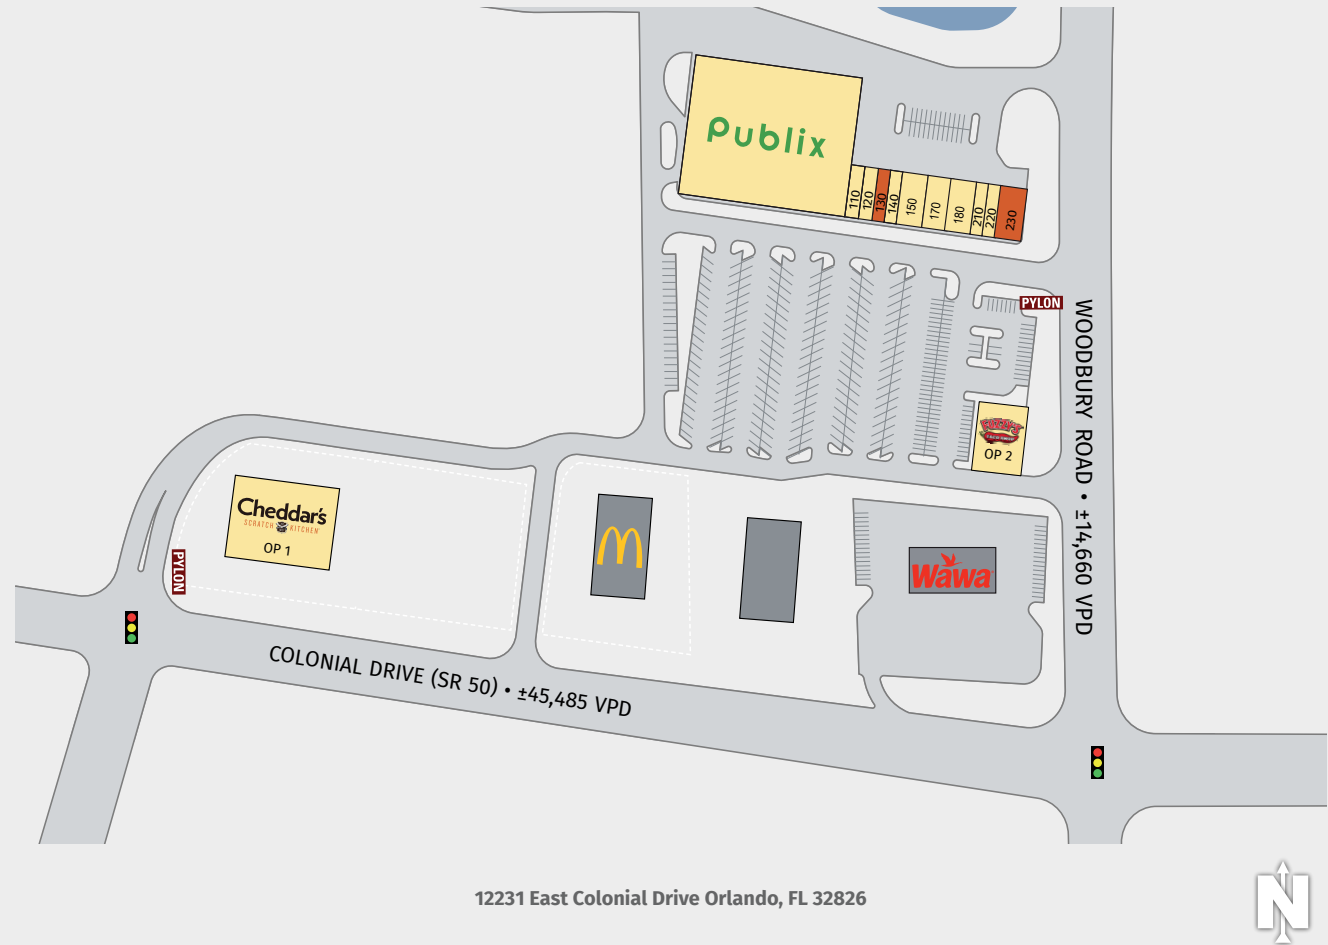 Publix
110
120
130
140
150
170
180
210
220
230
PYLON
WOODBURY ROAD • ±14,660 VPD
OP 2
Cheddar's
SCRATCH KITCHEN
OP 1
PYLON
Wawa
COLONIAL DRIVE (SR 50) • ±45,485 VPD
12231 East Colonial Drive Orlando, FL 32826
N